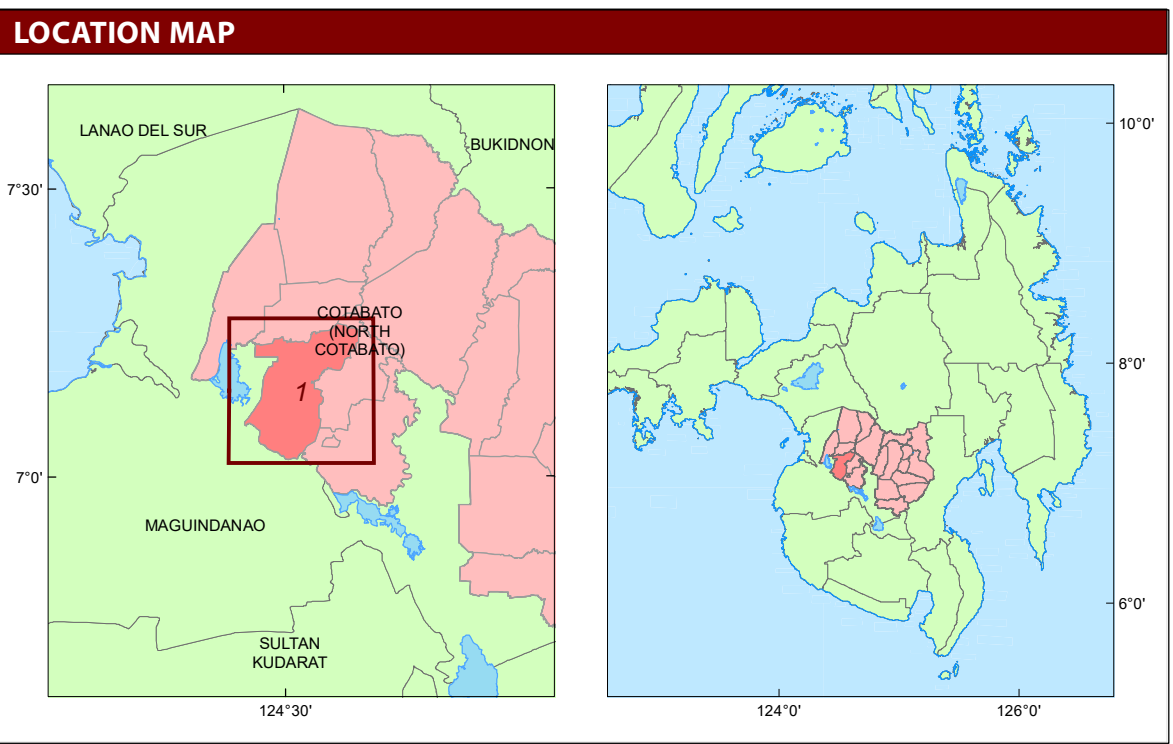 LOCATION MAP
LANAO DEL SUR
BUKIDNON
7°30'
COTABATO
(NORTH
COTABATO)
1
7°0'
MAGUINDANAO
SULTAN
KUDARAT
124°30'
10°0'
8°0'
6°0'
124°0'
126°0'